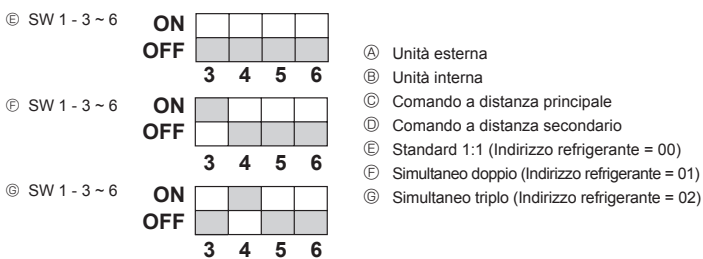 Ⓔ SW 1 - 3 ~ 6
ON
OFF
3 4 5 6
Ⓕ SW 1 - 3 ~ 6
ON
OFF
3 4 5 6
Ⓖ SW 1 - 3 ~ 6
ON
OFF
3 4 5 6
Ⓐ Unità esterna
Ⓑ Unità interna
Ⓒ Comando a distanza principale
Ⓓ Comando a distanza secondario
Ⓔ Standard 1:1 (Indirizzo refrigerante = 00)
Ⓕ Simultaneo doppio (Indirizzo refrigerante = 01)
Ⓖ Simultaneo triplo (Indirizzo refrigerante = 02)